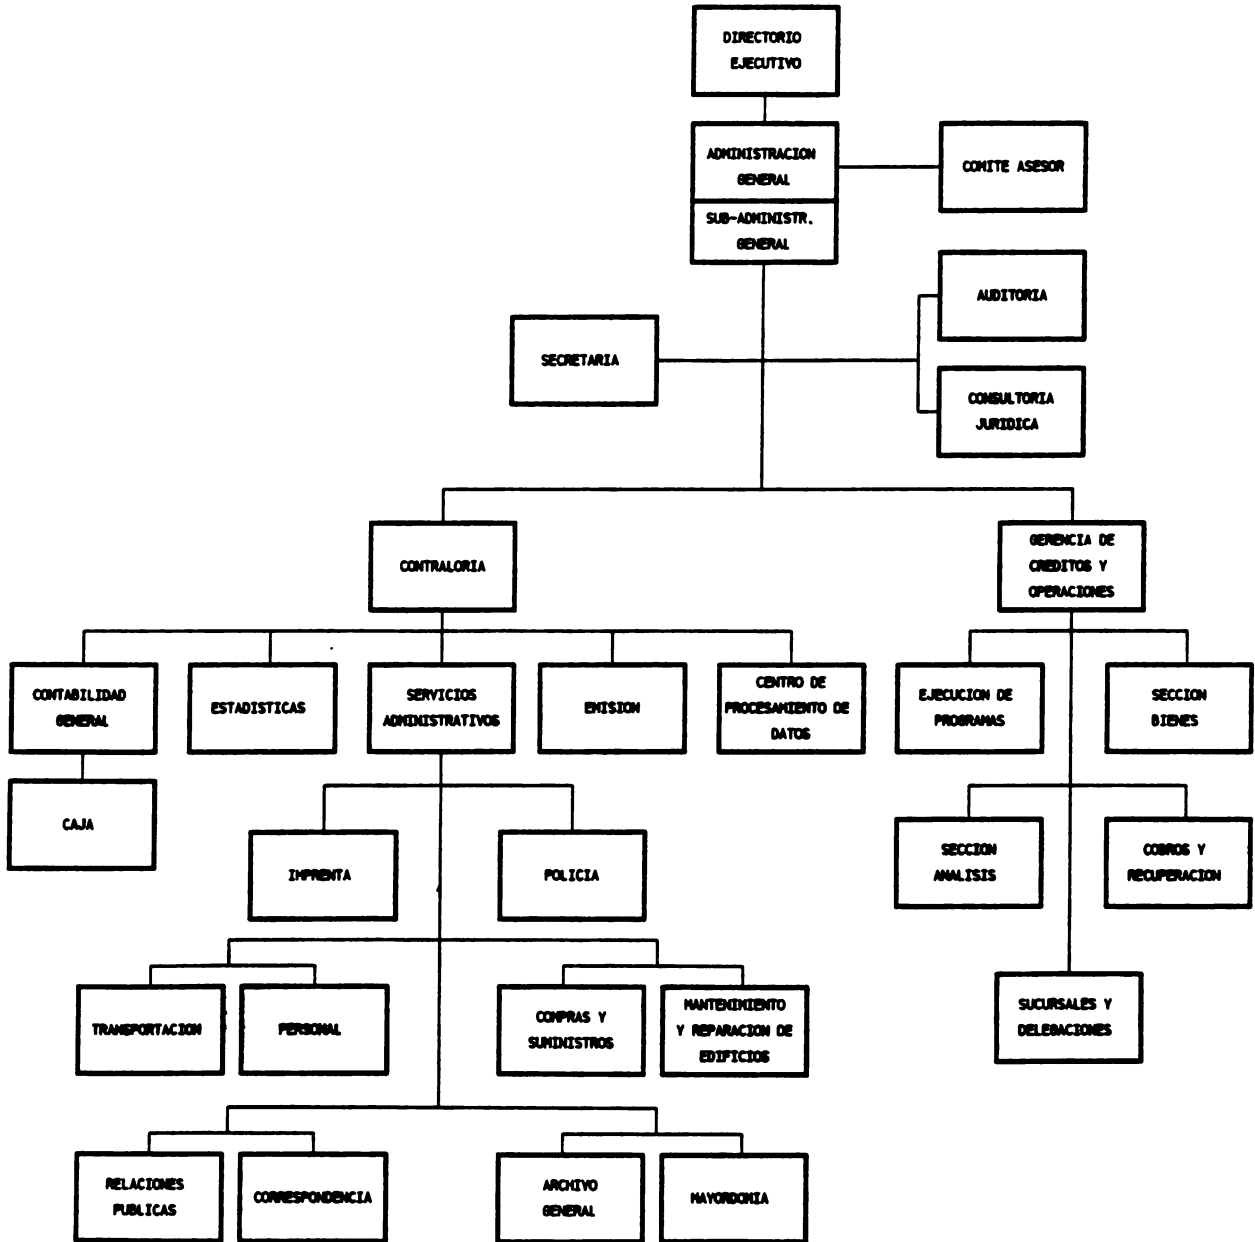 DIRECTORIO
EJECUTIVO
ADMINISTRACION
GENERAL
COMITE ASESOR
SUB-ADMINISTR.
GENERAL
AUDITORIA
SECRETARIA
CONSULTORIA
JURIDICA
CONTRALORIA
GERENCIA DE
CREDITOS Y
OPERACIONES
CONTABILIDAD
GENERAL
ESTADISTICAS
SERVICIOS
ADMINISTRATIVOS
EMISION
CENTRO DE
PROCESAMIENTO DE
DATOS
EJECUCION DE
PROGRAMAS
SECCION
BIENES
CAJA
IMPRENTA
POLICIA
SECCION
ANALISIS
COBROS Y
RECUPERACION
TRANSPORTACION
PERSONAL
COMPRAS Y
SUMINISTROS
MANTENIMIENTO
Y REPARACION DE
EDIFICIOS
SUCURSALES Y
DELEGACIONES
RELACIONES
PUBLICAS
CORRESPONDENCIA
ARCHIVO
GENERAL
MAYORDOMIA